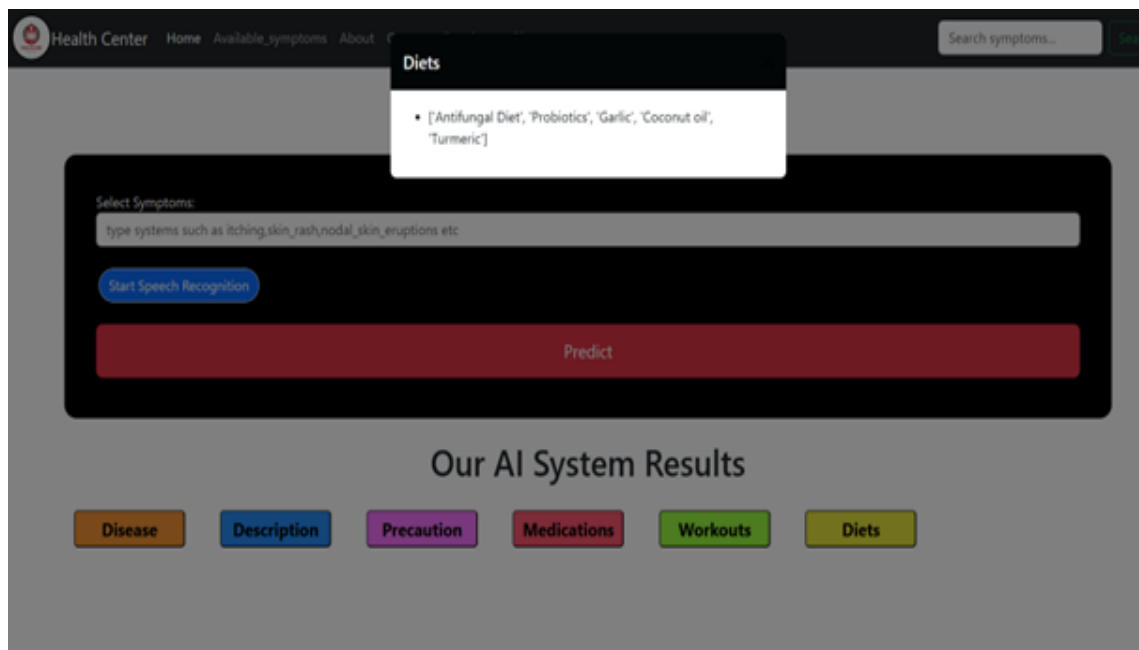 Health Center Home Available_symptoms About
Search symptoms...
Diets
• ['Antifungal Diet', 'Probiotics', 'Garlic', 'Coconut oil',
'Turmeric']
Select Symptoms:
type systems such as itching,skin_rash,nodal_skin_eruptions etc
Start Speech Recognition
Predict
Our AI System Results
Disease Description Precaution Medications Workouts Diets